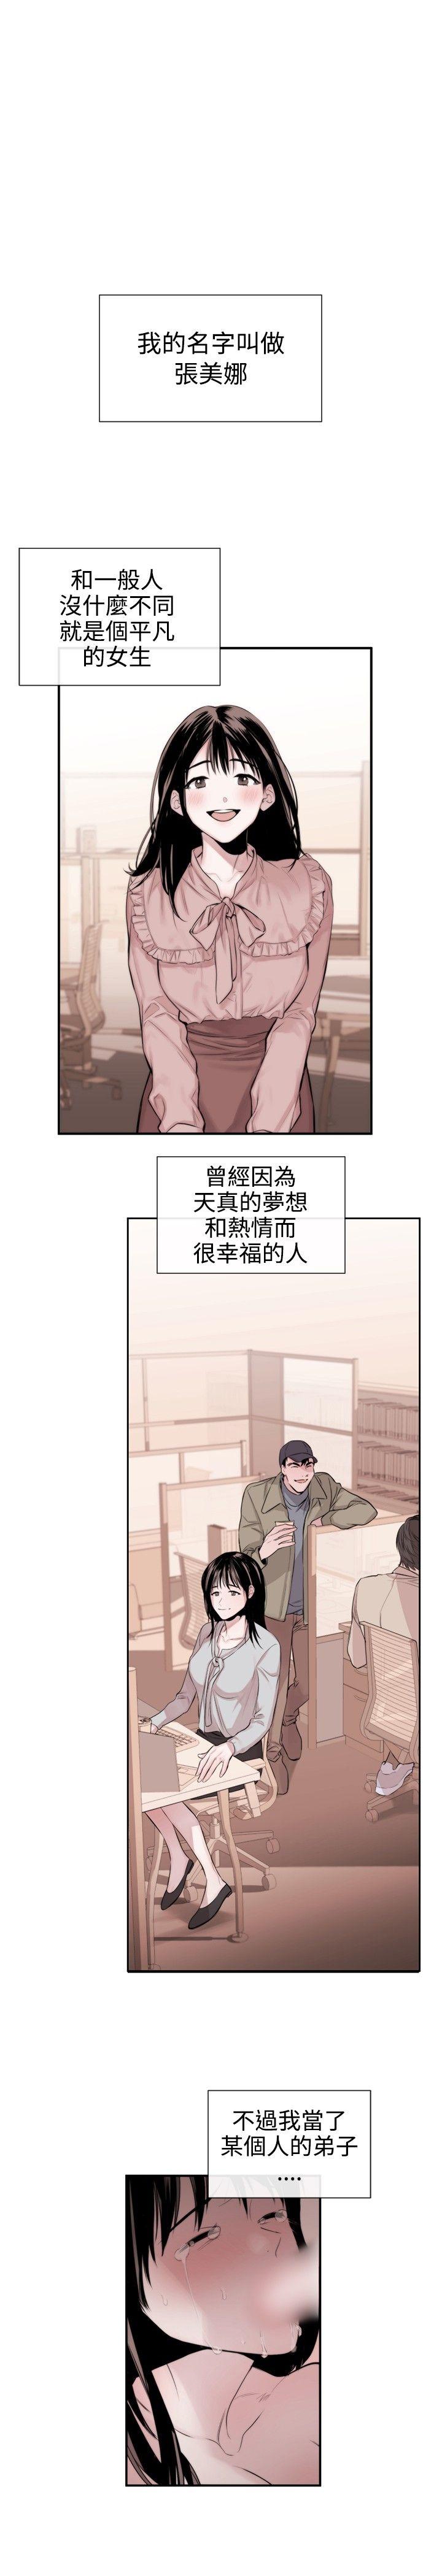 我的名字叫做
張美娜
和一般人
沒什麼不同
就是個平凡
的女生
曾經因為
天真的夢想
和熱情而
很幸福的人
不過我當了
某個人的弟子
....